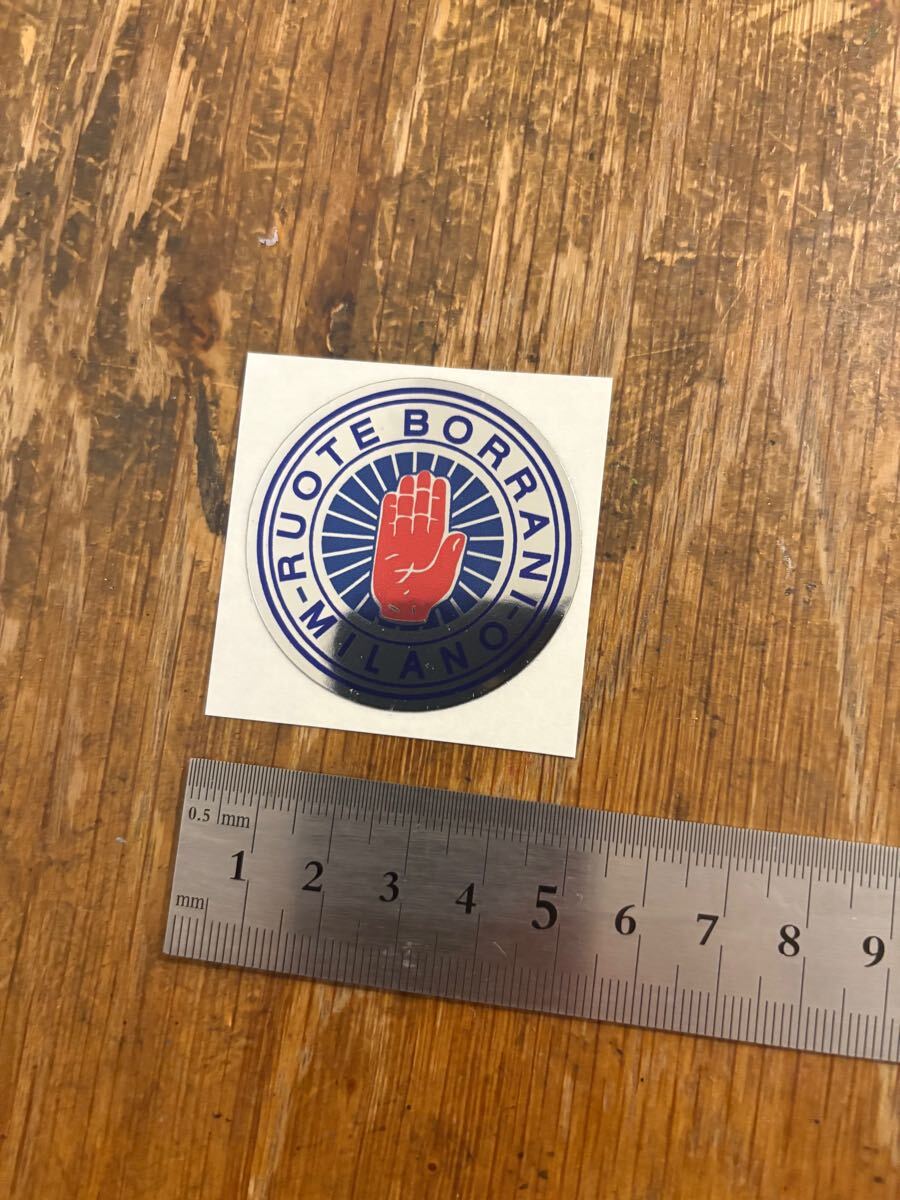 RUOTE BORRANI
-MILANO-
0.5 mm
1 2 3 4 5 6 7 8 9
mm